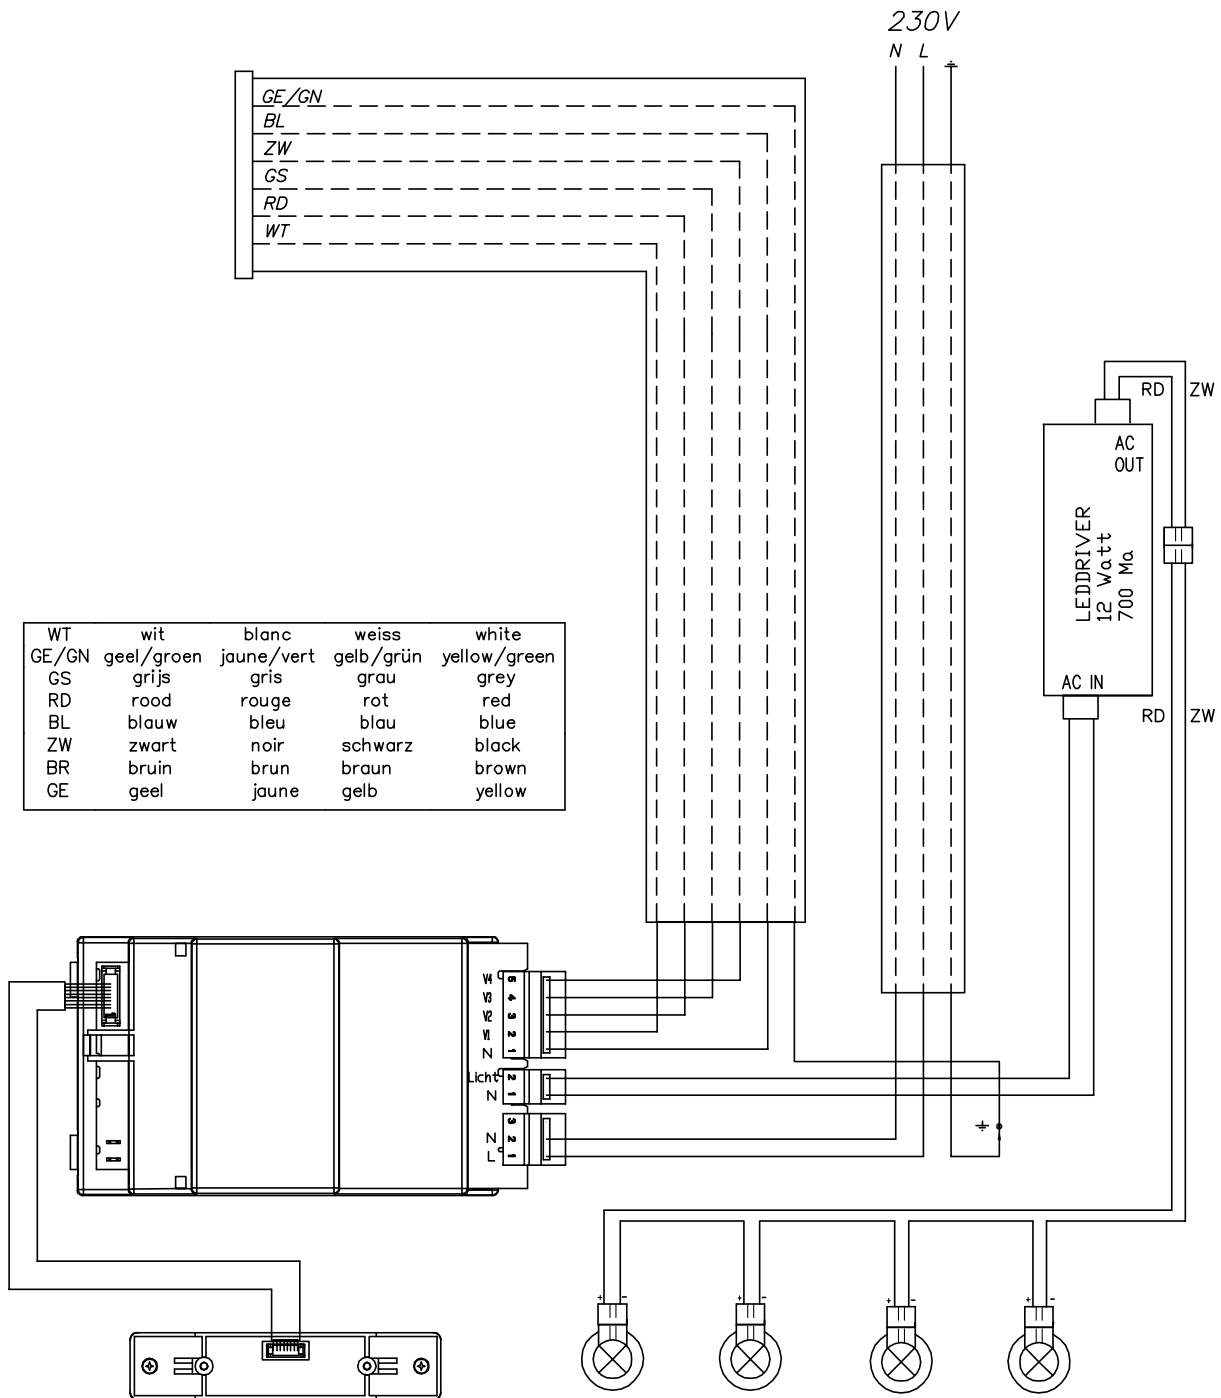 230V
N L
GE/GN
BL
ZW
GS
RD
WT
RD ZW
AC
OUT
LEDDRIVER
12 Watt
700 Ma
AC IN
RD ZW
WT wit blanc weiss white
GE/GN geel/groen jaune/vert gelb/grün yellow/green
GS grijs gris grau grey
RD rood rouge rot red
BL blauw bleu blau blue
ZW zwart noir schwarz black
BR bruin brun braun brown
GE geel jaune gelb yellow
V4 5
V3 4
V2 3
V1 2
N 1
Licht 2
N 1
3
N 2
L 1
+ - + - + - + -